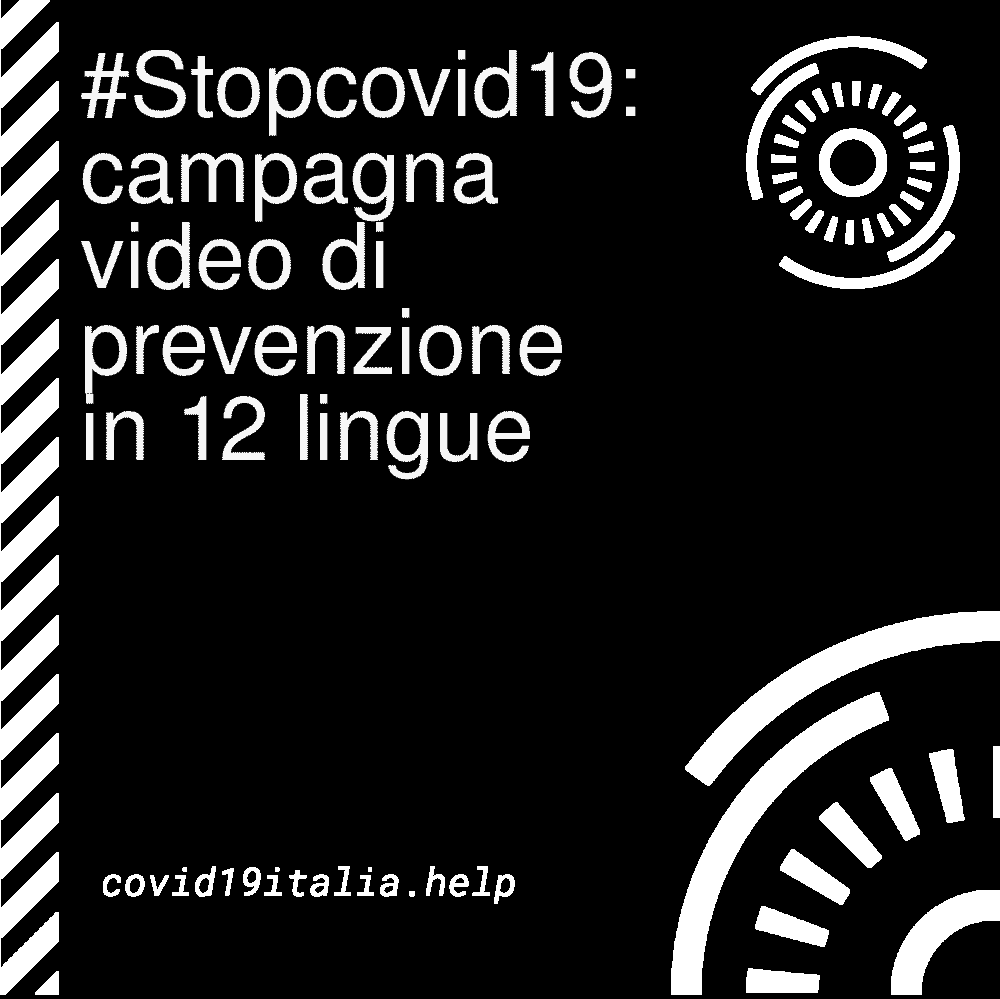 #Stopcovid19:
campagna
video di
prevenzione
in 12 lingue
covid19italia.help